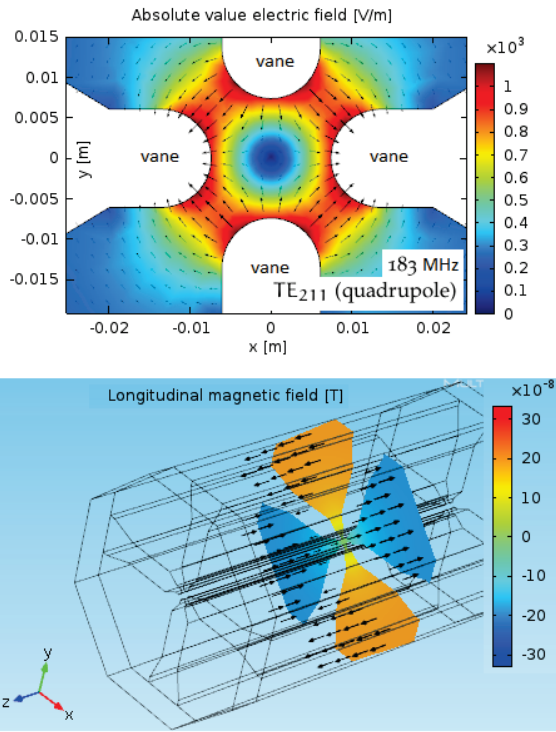 Absolute value electric field [V/m]
×10³
0.015
0.01
0.005
0
-0.005
-0.01
-0.015
y [m]
vane
vane
vane
vane
183 MHz
TE₂₁₁ (quadrupole)
-0.02
-0.01
0
0.01
0.02
x [m]
1
0.9
0.8
0.7
0.6
0.5
0.4
0.3
0.2
0.1
0
Longitudinal magnetic field [T]
×10⁻⁸
30
20
10
0
-10
-20
-30
y
z
x